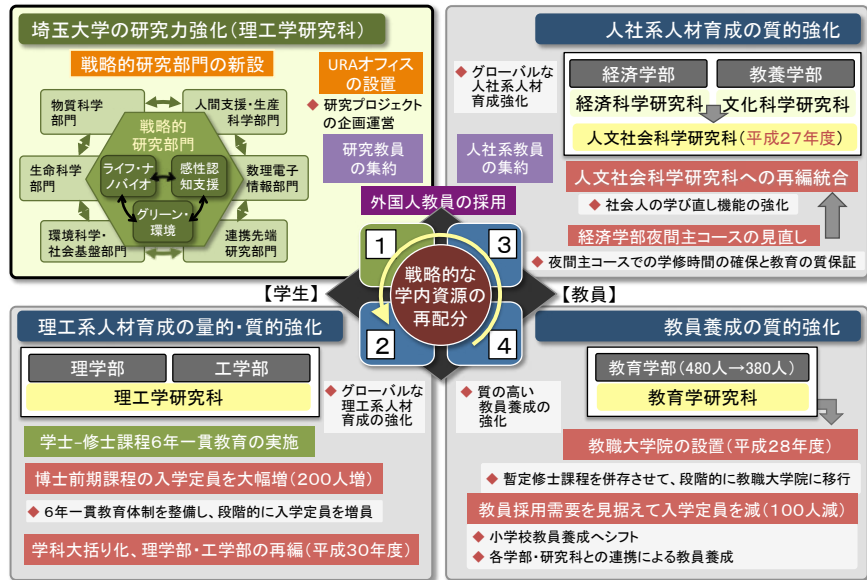 埼玉大学の研究力強化(理工学研究科)
戦略的研究部門の新設
物質科学
部門
人間支援・生産
科学部門
戦略的
研究部門
ライフ・ナ
ノバイオ
感性認
知支援
グリーン・
環境
生命科学
部門
数理電子
情報部門
環境科学・
社会基盤部門
連携先端
研究部門
URAオフィス
の設置
◆ 研究プロジェクト
の企画運営
研究教員
の集約
人社系人材育成の質的強化
◆ グローバルな
人社系人材
育成強化
経済学部
教養学部
経済科学研究科
文化科学研究科
人文社会科学研究科(平成27年度)
人社系教員
の集約
人文社会科学研究科への再編統合
◆ 社会人の学び直し機能の強化
経済学部夜間主コースの見直し
◆ 夜間主コースでの学修時間の確保と教育の質保証
外国人教員の採用
1
3
戦略的な
学内資源の
再配分
2
4
【学生】
【教員】
理工系人材育成の量的・質的強化
理学部
工学部
理工学研究科
◆ グローバルな
理工系人材
育成の強化
学士-修士課程6年一貫教育の実施
博士前期課程の入学定員を大幅増(200人増)
◆ 6年一貫教育体制を整備し、段階的に入学定員を増員
学科大括り化、理学部・工学部の再編(平成30年度)
教員養成の質的強化
◆ 質の高い
教員養成の
強化
教育学部(480人→380人)
教育学研究科
教職大学院の設置(平成28年度)
◆ 暫定修士課程を併存させて、段階的に教職大学院に移行
教員採用需要を見据えて入学定員を減(100人減)
◆ 小学校教員養成へシフト
◆ 各学部・研究科との連携による教員養成